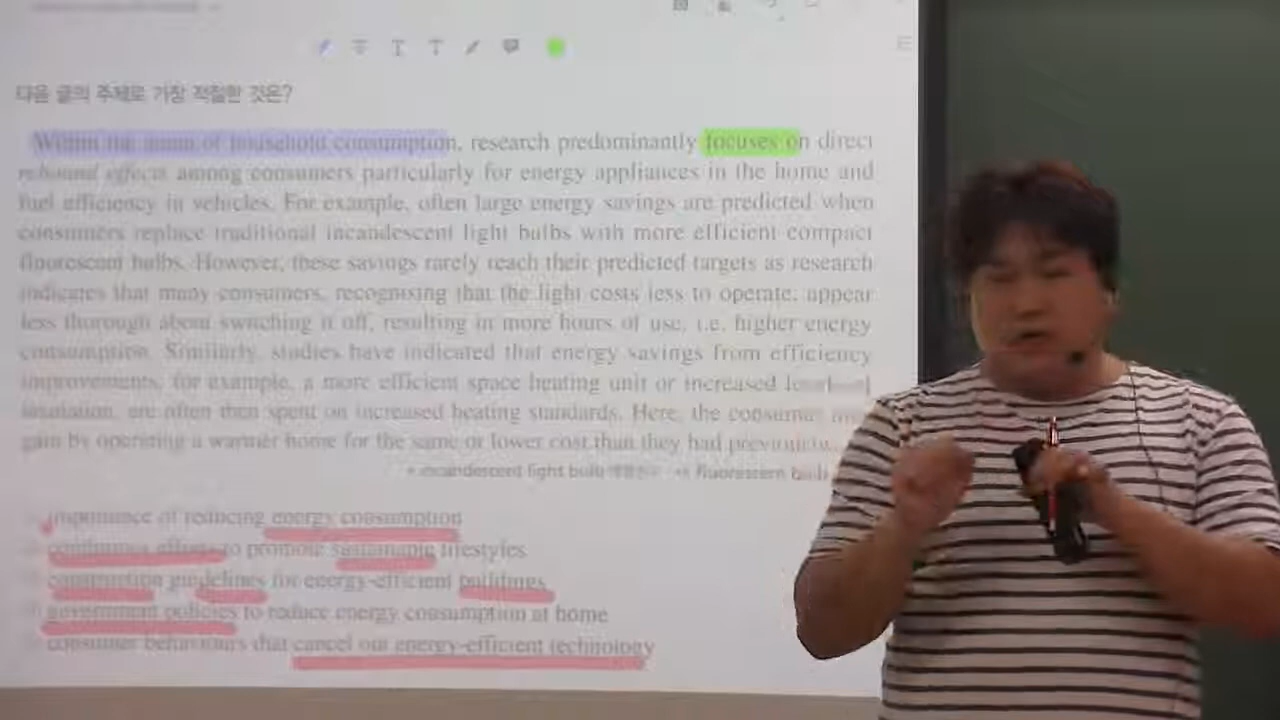 다음 글의 주제로 가장 적절한 것은?
Within the arena of household consumption, research predominantly focuses on direct
rebound effects among consumers particularly for energy appliances in the home and
fuel efficiency in vehicles. For example, often large energy savings are predicted when
consumers replace traditional incandescent light bulbs with more efficient compact
fluorescent bulbs. However, these savings rarely reach their predicted targets as research
indicates that many consumers, recognising that the light costs less to operate, appear
less thorough about switching it off, resulting in more hours of use, i.e. higher energy
consumption. Similarly, studies have indicated that energy savings from efficiency
improvements, for example, a more efficient space heating unit or increased
insulation, are often then spent on increased heating standards. Here, the consumer
gain by operating a warmer home for the same or lower cost than they had previously
* incandescent light bulb ** fluorescent bulb
importance of reducing energy consumption
continuous efforts to promote sustainable lifestyles
construction guidelines for energy-efficient buildings
government policies to reduce energy consumption at home
consumer behaviours that cancel out energy-efficient technology